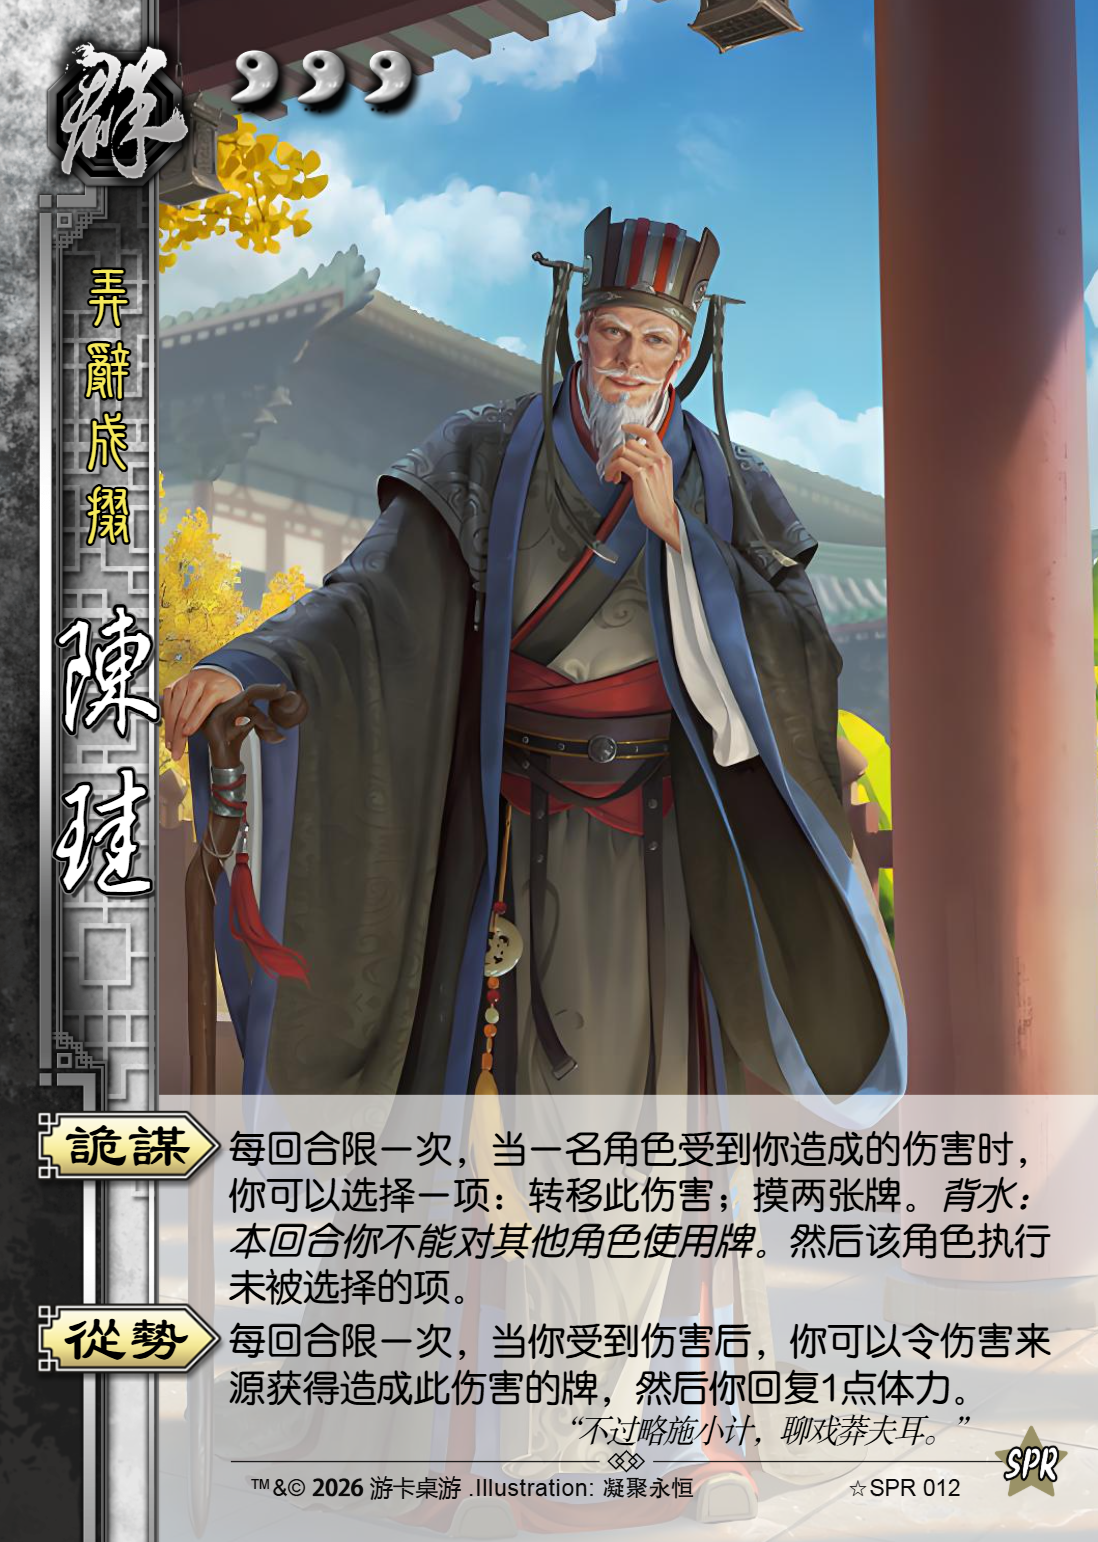 群
弄辭成掇
陳珪
詭謀
每回合限一次，当一名角色受到你造成的伤害时，
你可以选择一项：转移此伤害；摸两张牌。背水：
本回合你不能对其他角色使用牌。然后该角色执行
未被选择的项。
從勢
每回合限一次，当你受到伤害后，你可以令伤害来
源获得造成此伤害的牌，然后你回复1点体力。
“不过略施小计，聊戏莽夫耳。”
™&© 2026 游卡桌游 .Illustration: 凝聚永恒
☆SPR 012
SPR